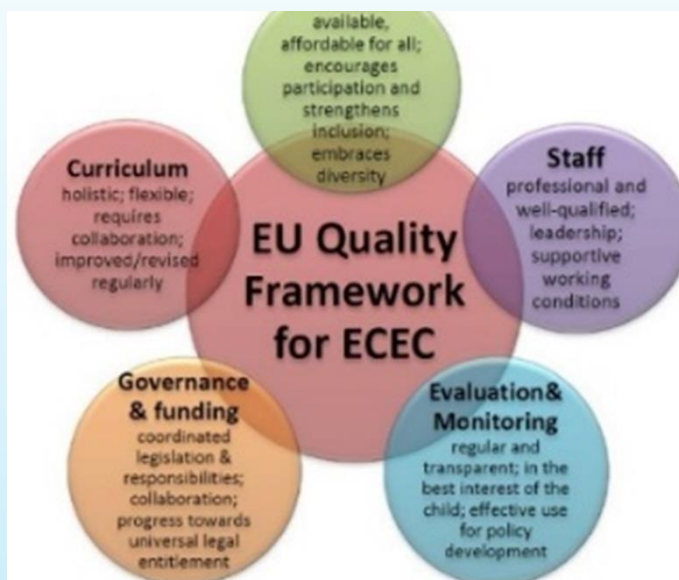 available,
affordable for all;
encourages
participation and
strengthens
inclusion;
embraces
diversity
Curriculum
holistic; flexible;
requires
collaboration;
improved/revised
regularly
Staff
professional and
well-qualified;
leadership;
supportive
working
conditions
EU Quality
Framework
for ECEC
Governance
& funding
coordinated
legislation &
responsibilities;
collaboration;
progress towards
universal legal
entitlement
Evaluation&
Monitoring
regular and
transparent; in the
best interest of the
child; effective use
for policy
development